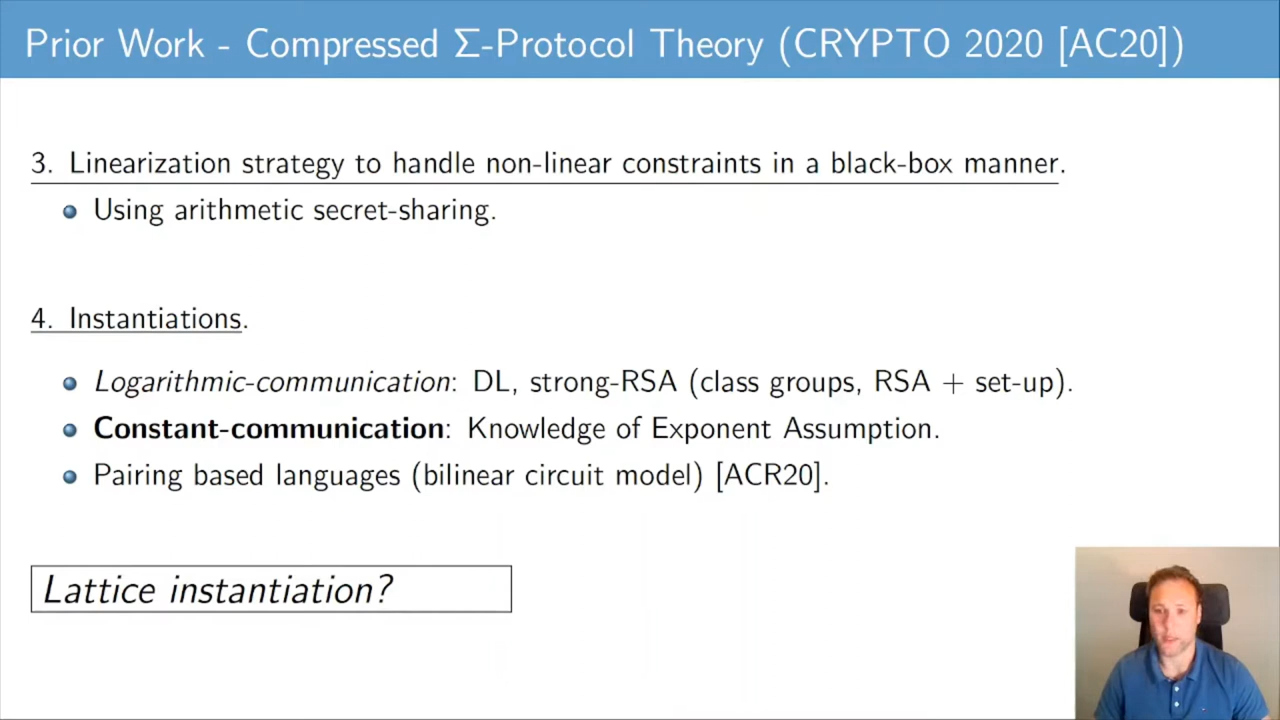 Prior Work - Compressed Σ-Protocol Theory (CRYPTO 2020 [AC20])
3. Linearization strategy to handle non-linear constraints in a black-box manner.
Using arithmetic secret-sharing.
4. Instantiations.
Logarithmic-communication: DL, strong-RSA (class groups, RSA + set-up).
Constant-communication: Knowledge of Exponent Assumption.
Pairing based languages (bilinear circuit model) [ACR20].
Lattice instantiation?